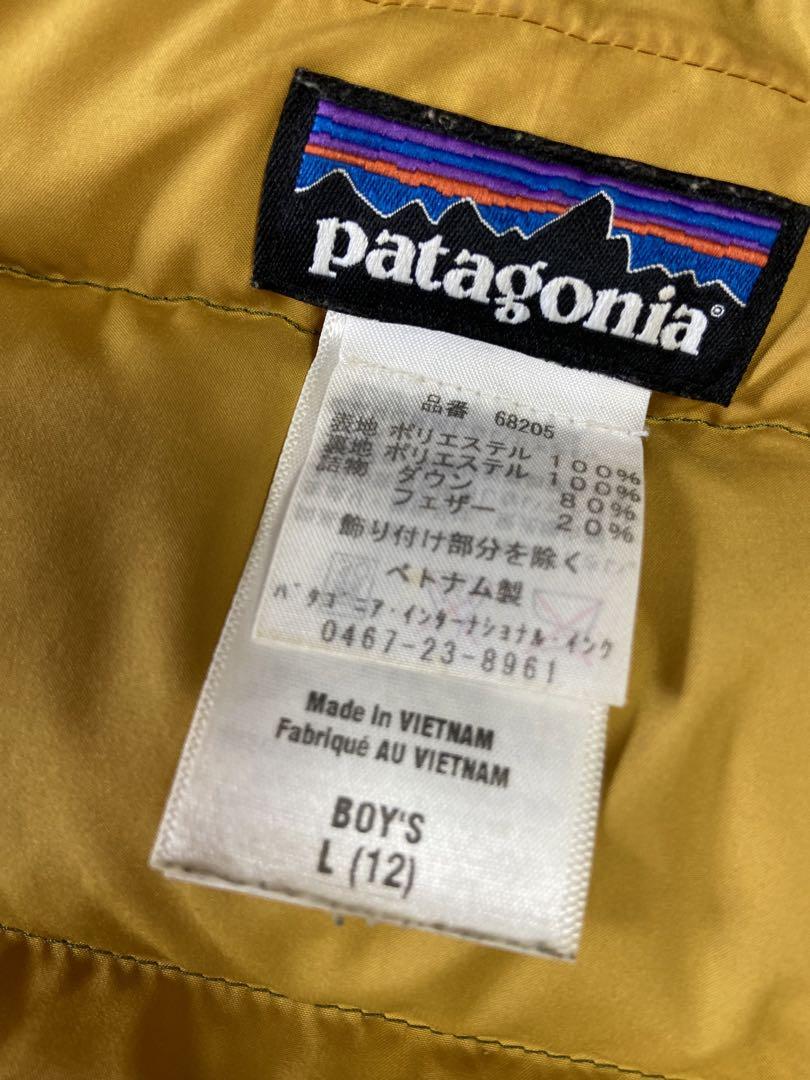 patagonia®
品番 68205
表地 ポリエステル 100%
裏地 ポリエステル 100%
詰物 ダウン 80%
フェザー 20%
飾り付け部分を除く
ベトナム製
パタゴニア・インターナショナル・インク
0467-23-8961
Made In VIETNAM
Fabriqué AU VIETNAM
BOY'S
L (12)